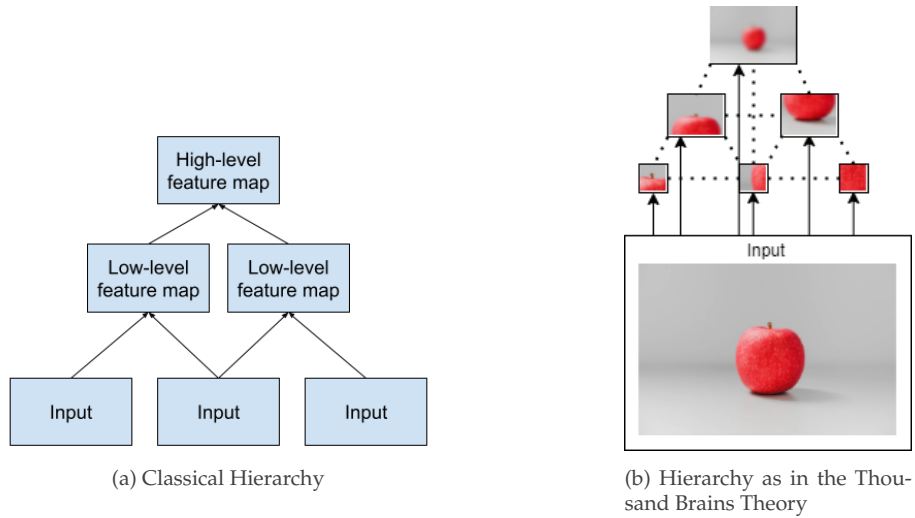 High-level
feature map
Low-level
feature map
Low-level
feature map
Input
Input
Input
(a) Classical Hierarchy
Input
(b) Hierarchy as in the Thou-
sand Brains Theory